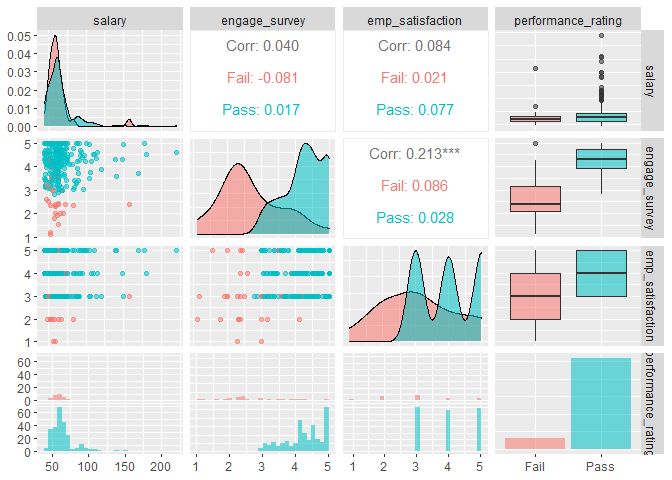 salary engage_survey emp_satisfaction performance_rating
0.05
0.04
0.03
0.02
0.01
0.00
Corr: 0.040
Fail: -0.081
Pass: 0.017
Corr: 0.084
Fail: 0.021
Pass: 0.077
salary
5
4
3
2
1
Corr: 0.213***
Fail: 0.086
Pass: 0.028
engage_survey
5
4
3
2
1
emp_satisfaction
60
40
20
0
60
40
20
0
performance_rating
50 100 150 200 1 2 3 4 5 1 2 3 4 5 Fail Pass